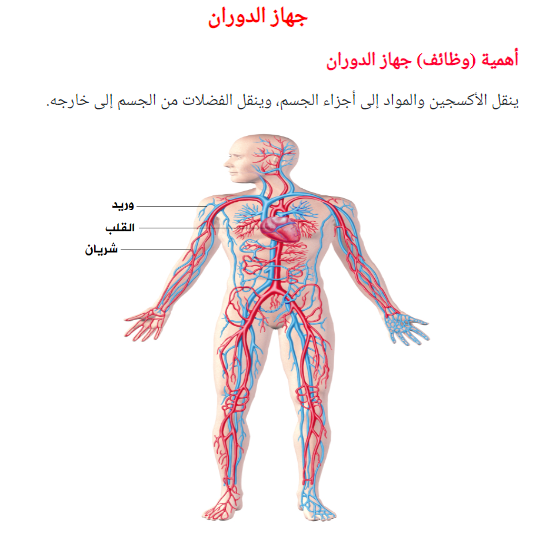 جهاز الدوران
أهمية (وظائف) جهاز الدوران
ينقل الأكسجين والمواد إلى أجزاء الجسم، وينقل الفضلات من الجسم إلى خارجه.
وريد
القلب
شريان